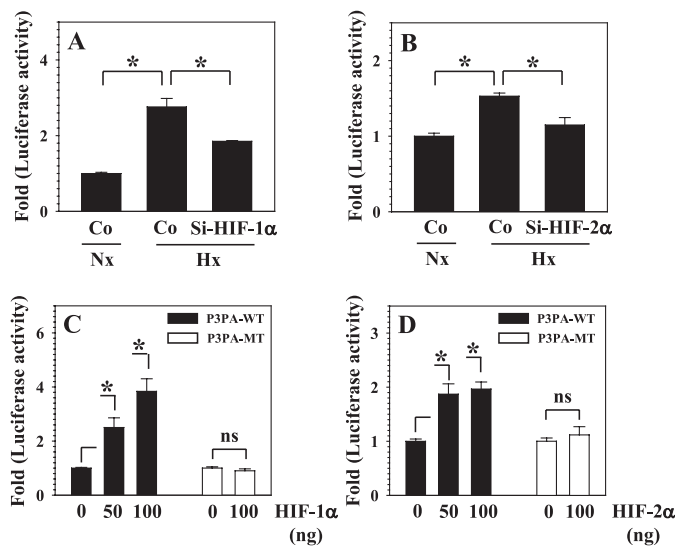 A
Fold (Luciferase activity)
4
2
0
*
*
Co
Co
Si-HIF-1α
Nx
Hx
B
Fold (Luciferase activity)
2
1
0
*
*
Co
Co
Si-HIF-2α
Nx
Hx
C
Fold (Luciferase activity)
6
4
2
0
P3PA-WT
P3PA-MT
*
*
ns
0 50 100 0 100 HIF-1α
(ng)
D
Fold (Luciferase activity)
3
2
1
0
P3PA-WT
P3PA-MT
*
*
ns
0 50 100 0 100 HIF-2α
(ng)